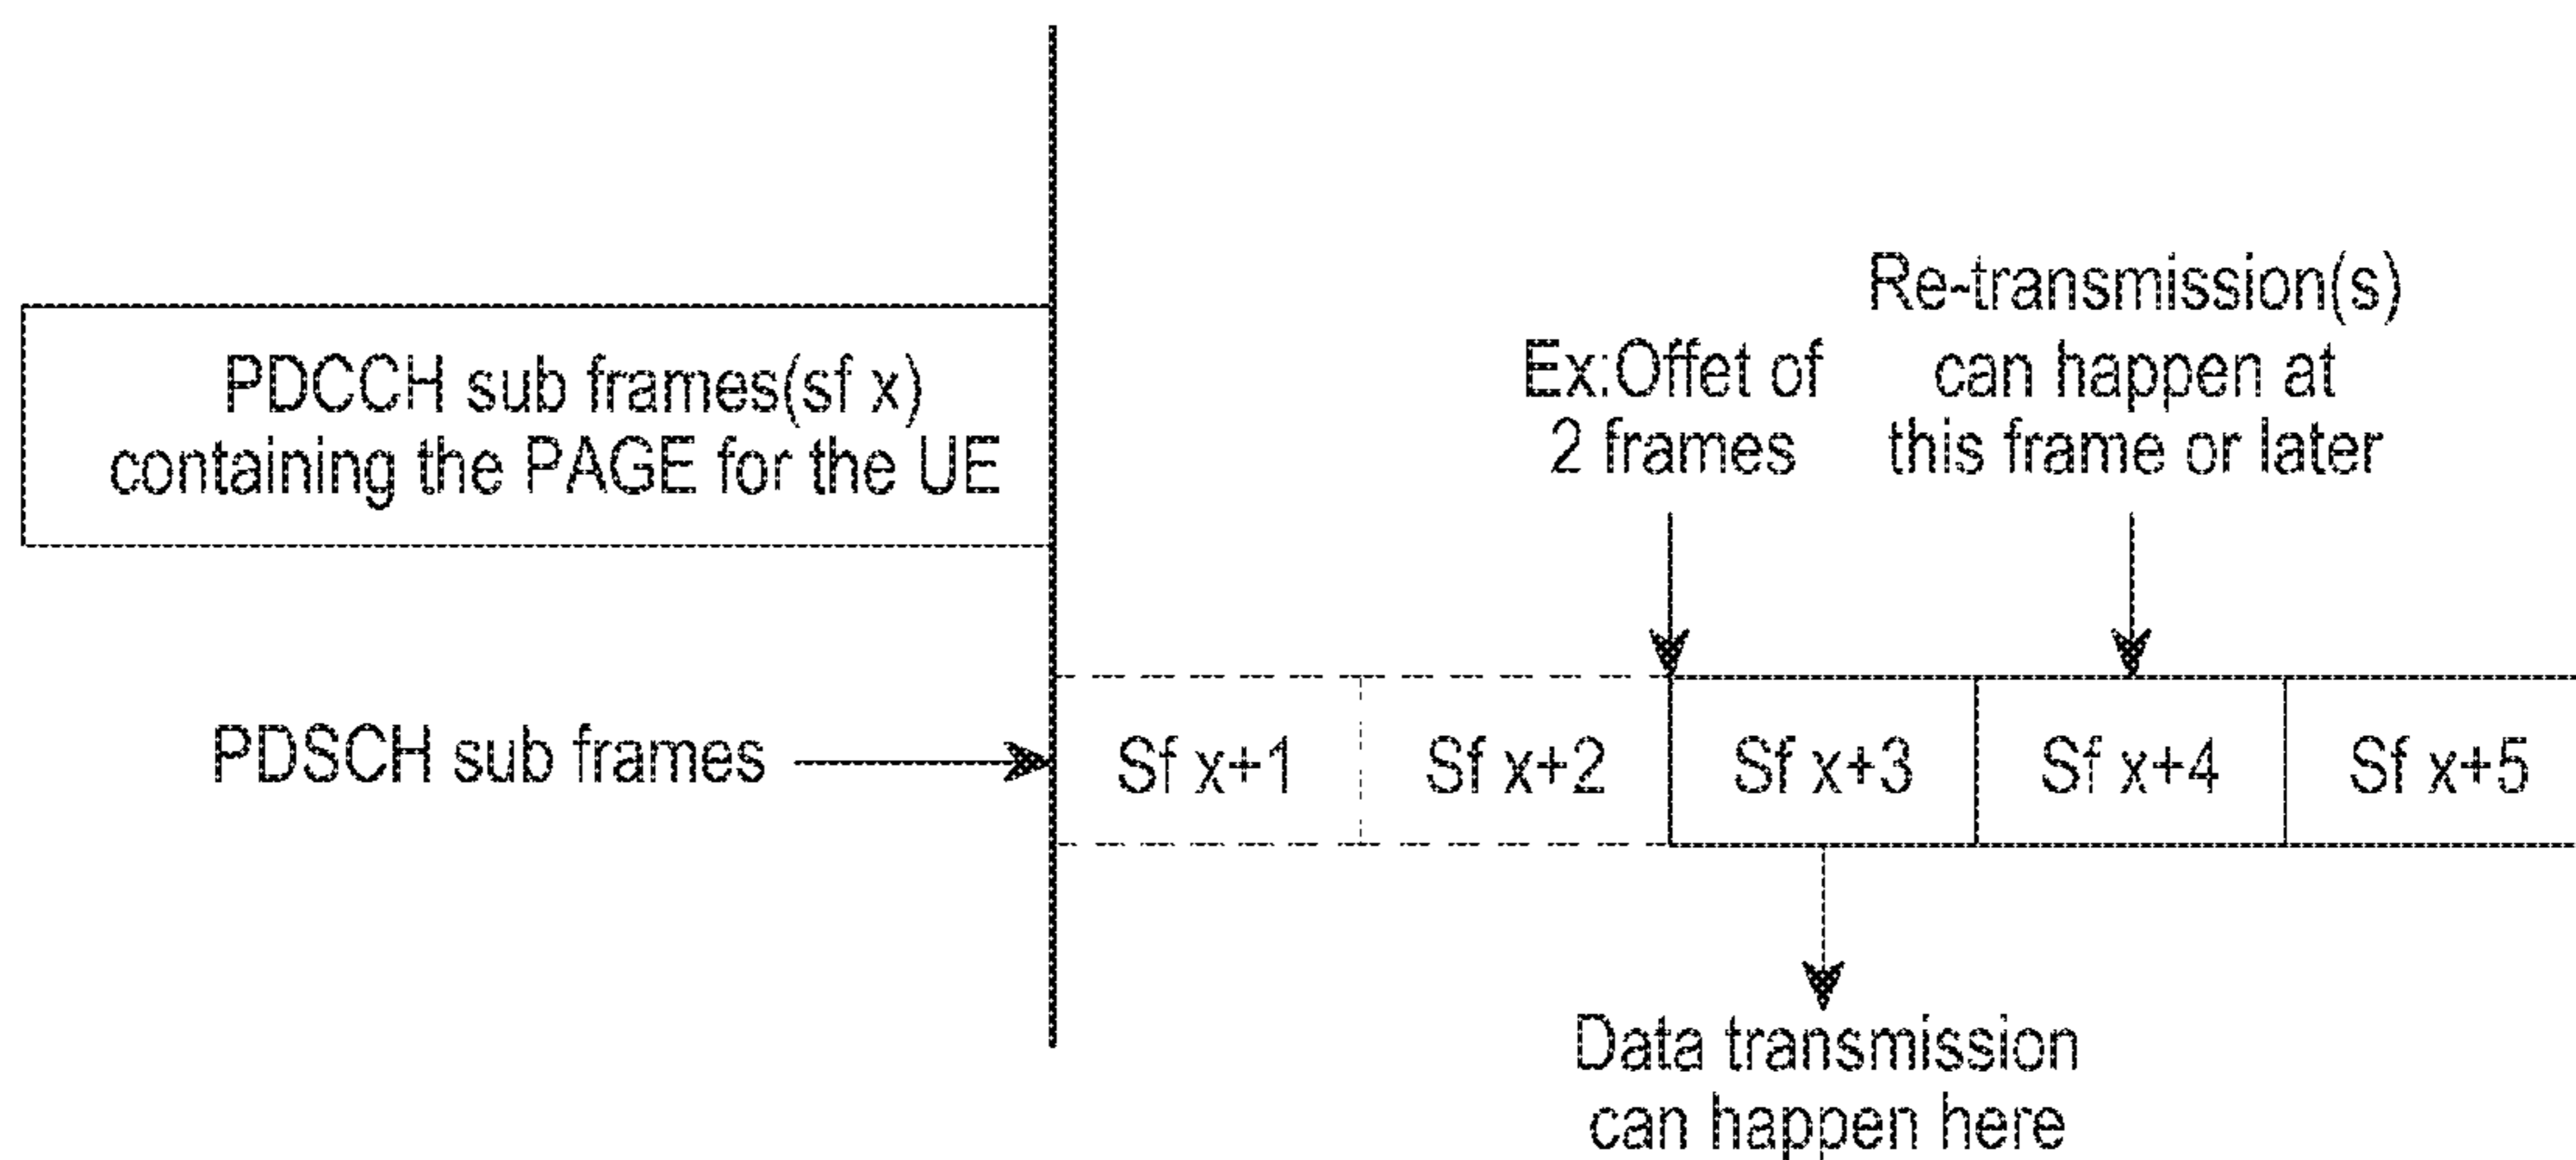 PDCCH sub frames(sf x)
containing the PAGE for the UE
Ex:Offet of
2 frames
Re-transmission(s)
can happen at
this frame or later
PDSCH sub frames
Sf x+1
Sf x+2
Sf x+3
Sf x+4
Sf x+5
Data transmission
can happen here